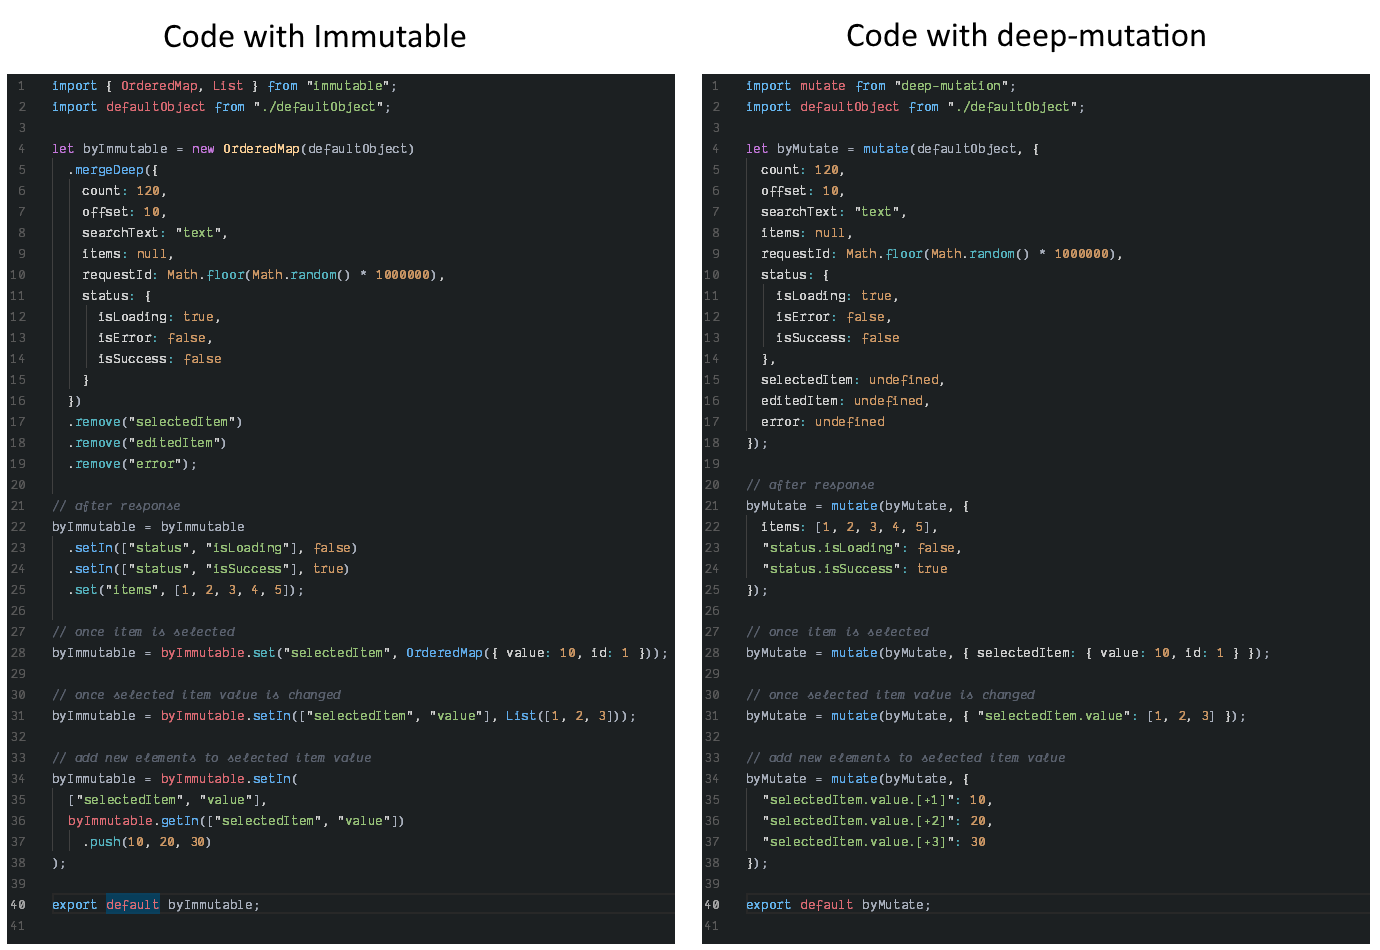 Code with Immutable
1 import { OrderedMap, List } from "immutable";
2 import defaultObject from "./defaultObject";
3
4 let byImmutable = new OrderedMap(defaultObject)
5 .mergeDeep({
6 count: 120,
7 offset: 10,
8 searchText: "text",
9 items: null,
10 requestId: Math.floor(Math.random() * 1000000),
11 status: {
12 isLoading: true,
13 isError: false,
14 isSuccess: false
15 }
16 })
17 .remove("selectedItem")
18 .remove("editedItem")
19 .remove("error");
20
21 // after response
22 byImmutable = byImmutable
23 .setIn(["status", "isLoading"], false)
24 .setIn(["status", "isSuccess"], true)
25 .set("items", [1, 2, 3, 4, 5]);
26
27 // once item is selected
28 byImmutable = byImmutable.set("selectedItem", OrderedMap({ value: 10, id: 1 }));
29
30 // once selected item value is changed
31 byImmutable = byImmutable.setIn(["selectedItem", "value"], List([1, 2, 3]));
32
33 // add new elements to selected item value
34 byImmutable = byImmutable.setIn(
35 ["selectedItem", "value"],
36 byImmutable.getIn(["selectedItem", "value"])
37 .push(10, 20, 30)
38 );
39
40 export default byImmutable;
41
Code with deep-mutation
1 import mutate from "deep-mutation";
2 import defaultObject from "./defaultObject";
3
4 let byMutate = mutate(defaultObject, {
5 count: 120,
6 offset: 10,
7 searchText: "text",
8 items: null,
9 requestId: Math.floor(Math.random() * 1000000),
10 status: {
11 isLoading: true,
12 isError: false,
13 isSuccess: false
14 },
15 selectedItem: undefined,
16 editedItem: undefined,
17 error: undefined
18 });
19
20 // after response
21 byMutate = mutate(byMutate, {
22 items: [1, 2, 3, 4, 5],
23 "status.isLoading": false,
24 "status.isSuccess": true
25 });
26
27 // once item is selected
28 byMutate = mutate(byMutate, { selectedItem: { value: 10, id: 1 } });
29
30 // once selected item value is changed
31 byMutate = mutate(byMutate, { "selectedItem.value": [1, 2, 3] });
32
33 // add new elements to selected item value
34 byMutate = mutate(byMutate, {
35 "selectedItem.value.[+1]": 10,
36 "selectedItem.value.[+2]": 20,
37 "selectedItem.value.[+3]": 30
38 });
39
40 export default byMutate;
41